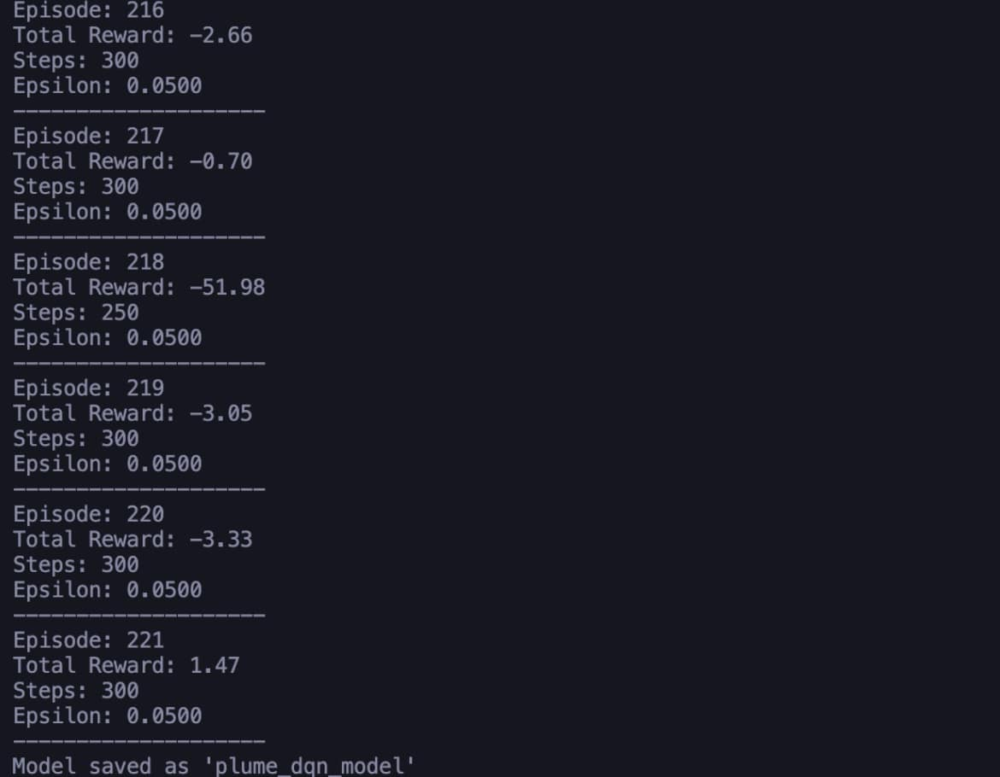 Episode: 216
Total Reward: -2.66
Steps: 300
Epsilon: 0.0500
--------------------
Episode: 217
Total Reward: -0.70
Steps: 300
Epsilon: 0.0500
--------------------
Episode: 218
Total Reward: -51.98
Steps: 250
Epsilon: 0.0500
--------------------
Episode: 219
Total Reward: -3.05
Steps: 300
Epsilon: 0.0500
--------------------
Episode: 220
Total Reward: -3.33
Steps: 300
Epsilon: 0.0500
--------------------
Episode: 221
Total Reward: 1.47
Steps: 300
Epsilon: 0.0500
--------------------
Model saved as 'plume_dqn_model'